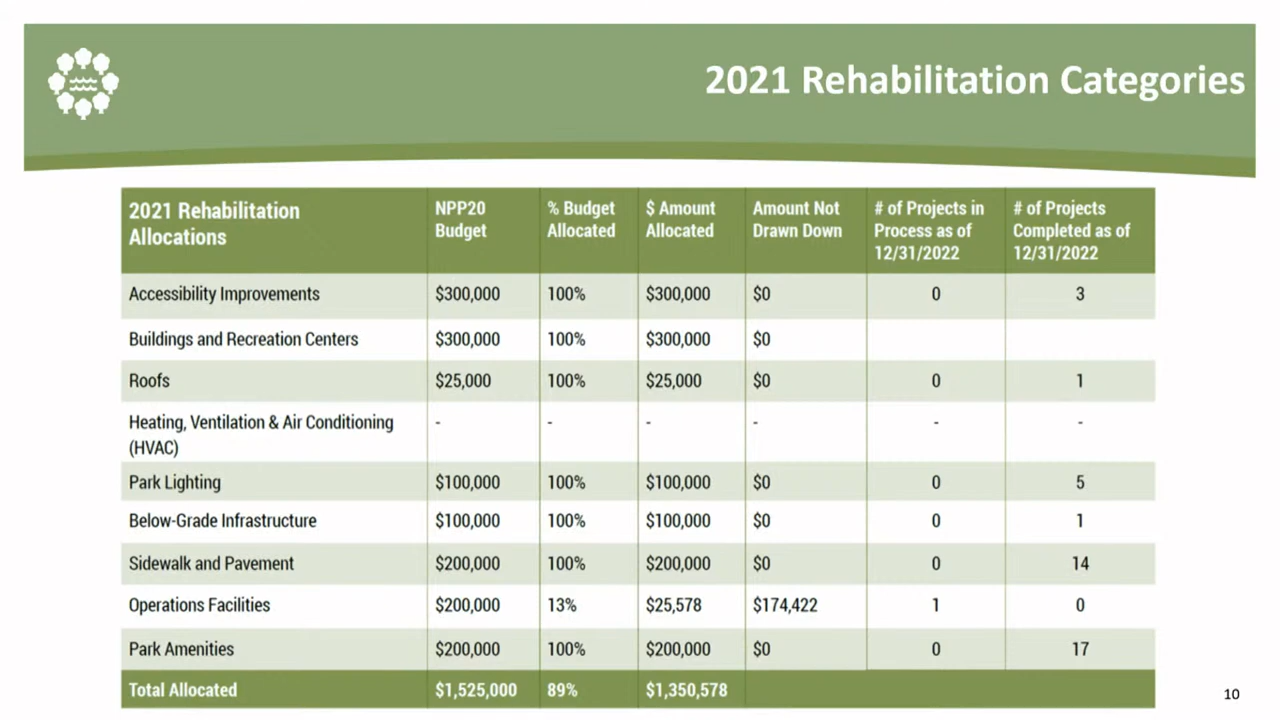 2021 Rehabilitation Categories
2021 Rehabilitation Allocations NPP20 Budget % Budget Allocated $ Amount Allocated Amount Not Drawn Down # of Projects in Process as of 12/31/2022 # of Projects Completed as of 12/31/2022
Accessibility Improvements $300,000 100% $300,000 $0 0 3
Buildings and Recreation Centers $300,000 100% $300,000 $0
Roofs $25,000 100% $25,000 $0 0 1
Heating, Ventilation & Air Conditioning (HVAC) - - - - - -
Park Lighting $100,000 100% $100,000 $0 0 5
Below-Grade Infrastructure $100,000 100% $100,000 $0 0 1
Sidewalk and Pavement $200,000 100% $200,000 $0 0 14
Operations Facilities $200,000 13% $25,578 $174,422 1 0
Park Amenities $200,000 100% $200,000 $0 0 17
Total Allocated $1,525,000 89% $1,350,578
10